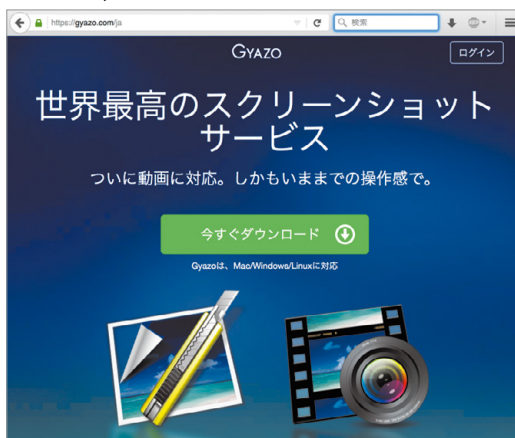 https://gyazo.com/ja
検索
GYAZO
ログイン
世界最高のスクリーンショット
サービス
ついに動画に対応。しかもいままでの操作感で。
今すぐダウンロード
Gyazoは、Mac/Windows/Linuxに対応